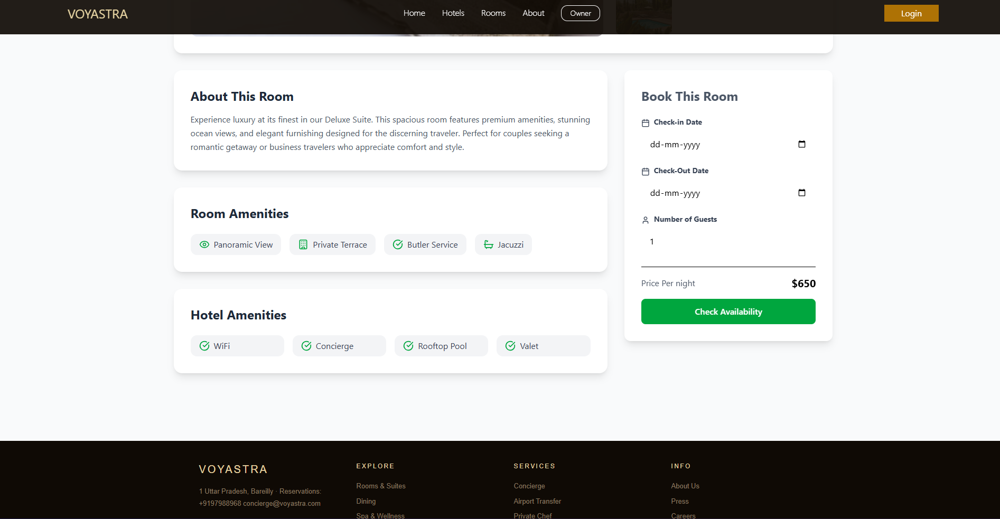 VOYASTRA
Home
Hotels
Rooms
About
Owner
Login
About This Room
Experience luxury at its finest in our Deluxe Suite. This spacious room features premium amenities, stunning
ocean views, and elegant furnishing designed for the discerning traveler. Perfect for couples seeking a
romantic getaway or business travelers who appreciate comfort and style.
Room Amenities
Panoramic View
Private Terrace
Butler Service
Jacuzzi
Hotel Amenities
WiFi
Concierge
Rooftop Pool
Valet
Book This Room
Check-in Date
dd-mm-yyyy
Check-Out Date
dd-mm-yyyy
Number of Guests
1
Price Per night
$650
Check Availability
VOYASTRA
1 Uttar Pradesh, Bareilly · Reservations:
+9197988968 concierge@voyastra.com
EXPLORE
Rooms & Suites
Dining
Spa & Wellness
SERVICES
Concierge
Airport Transfer
Private Chef
INFO
About Us
Press
Careers